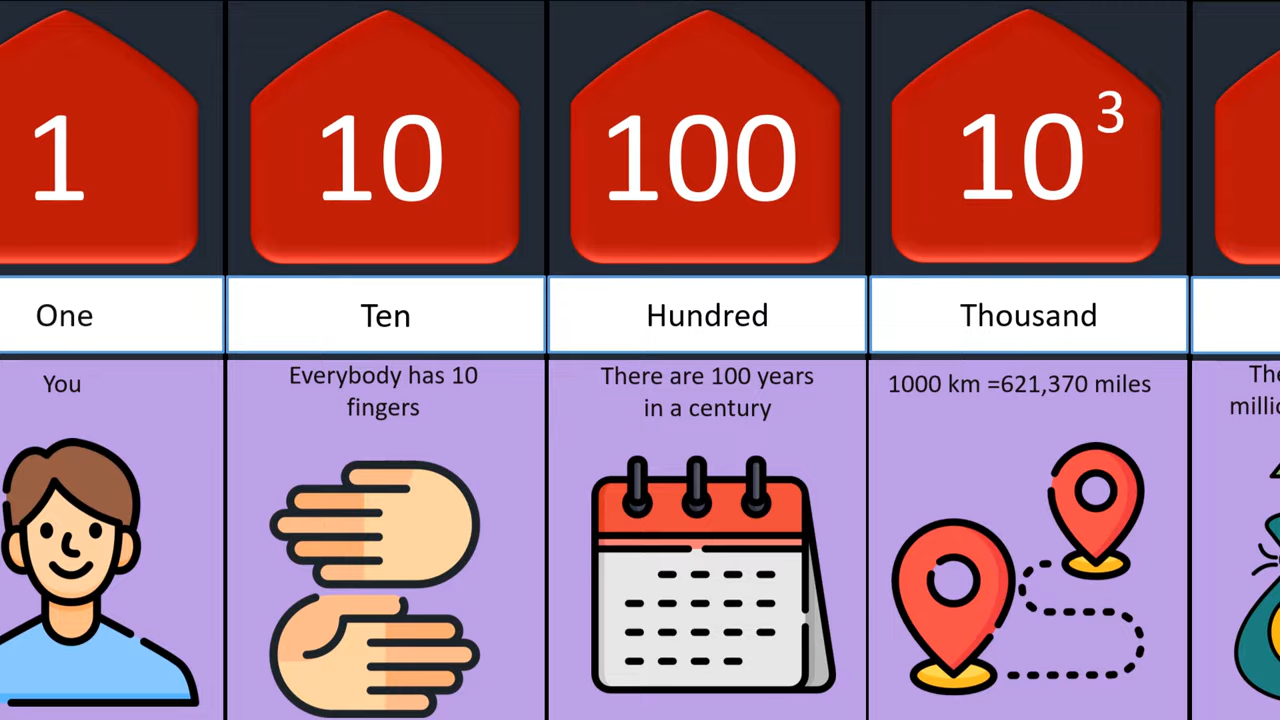 1
10
100
10³
One
Ten
Hundred
Thousand
You
Everybody has 10
fingers
There are 100 years
in a century
1000 km =621,370 miles